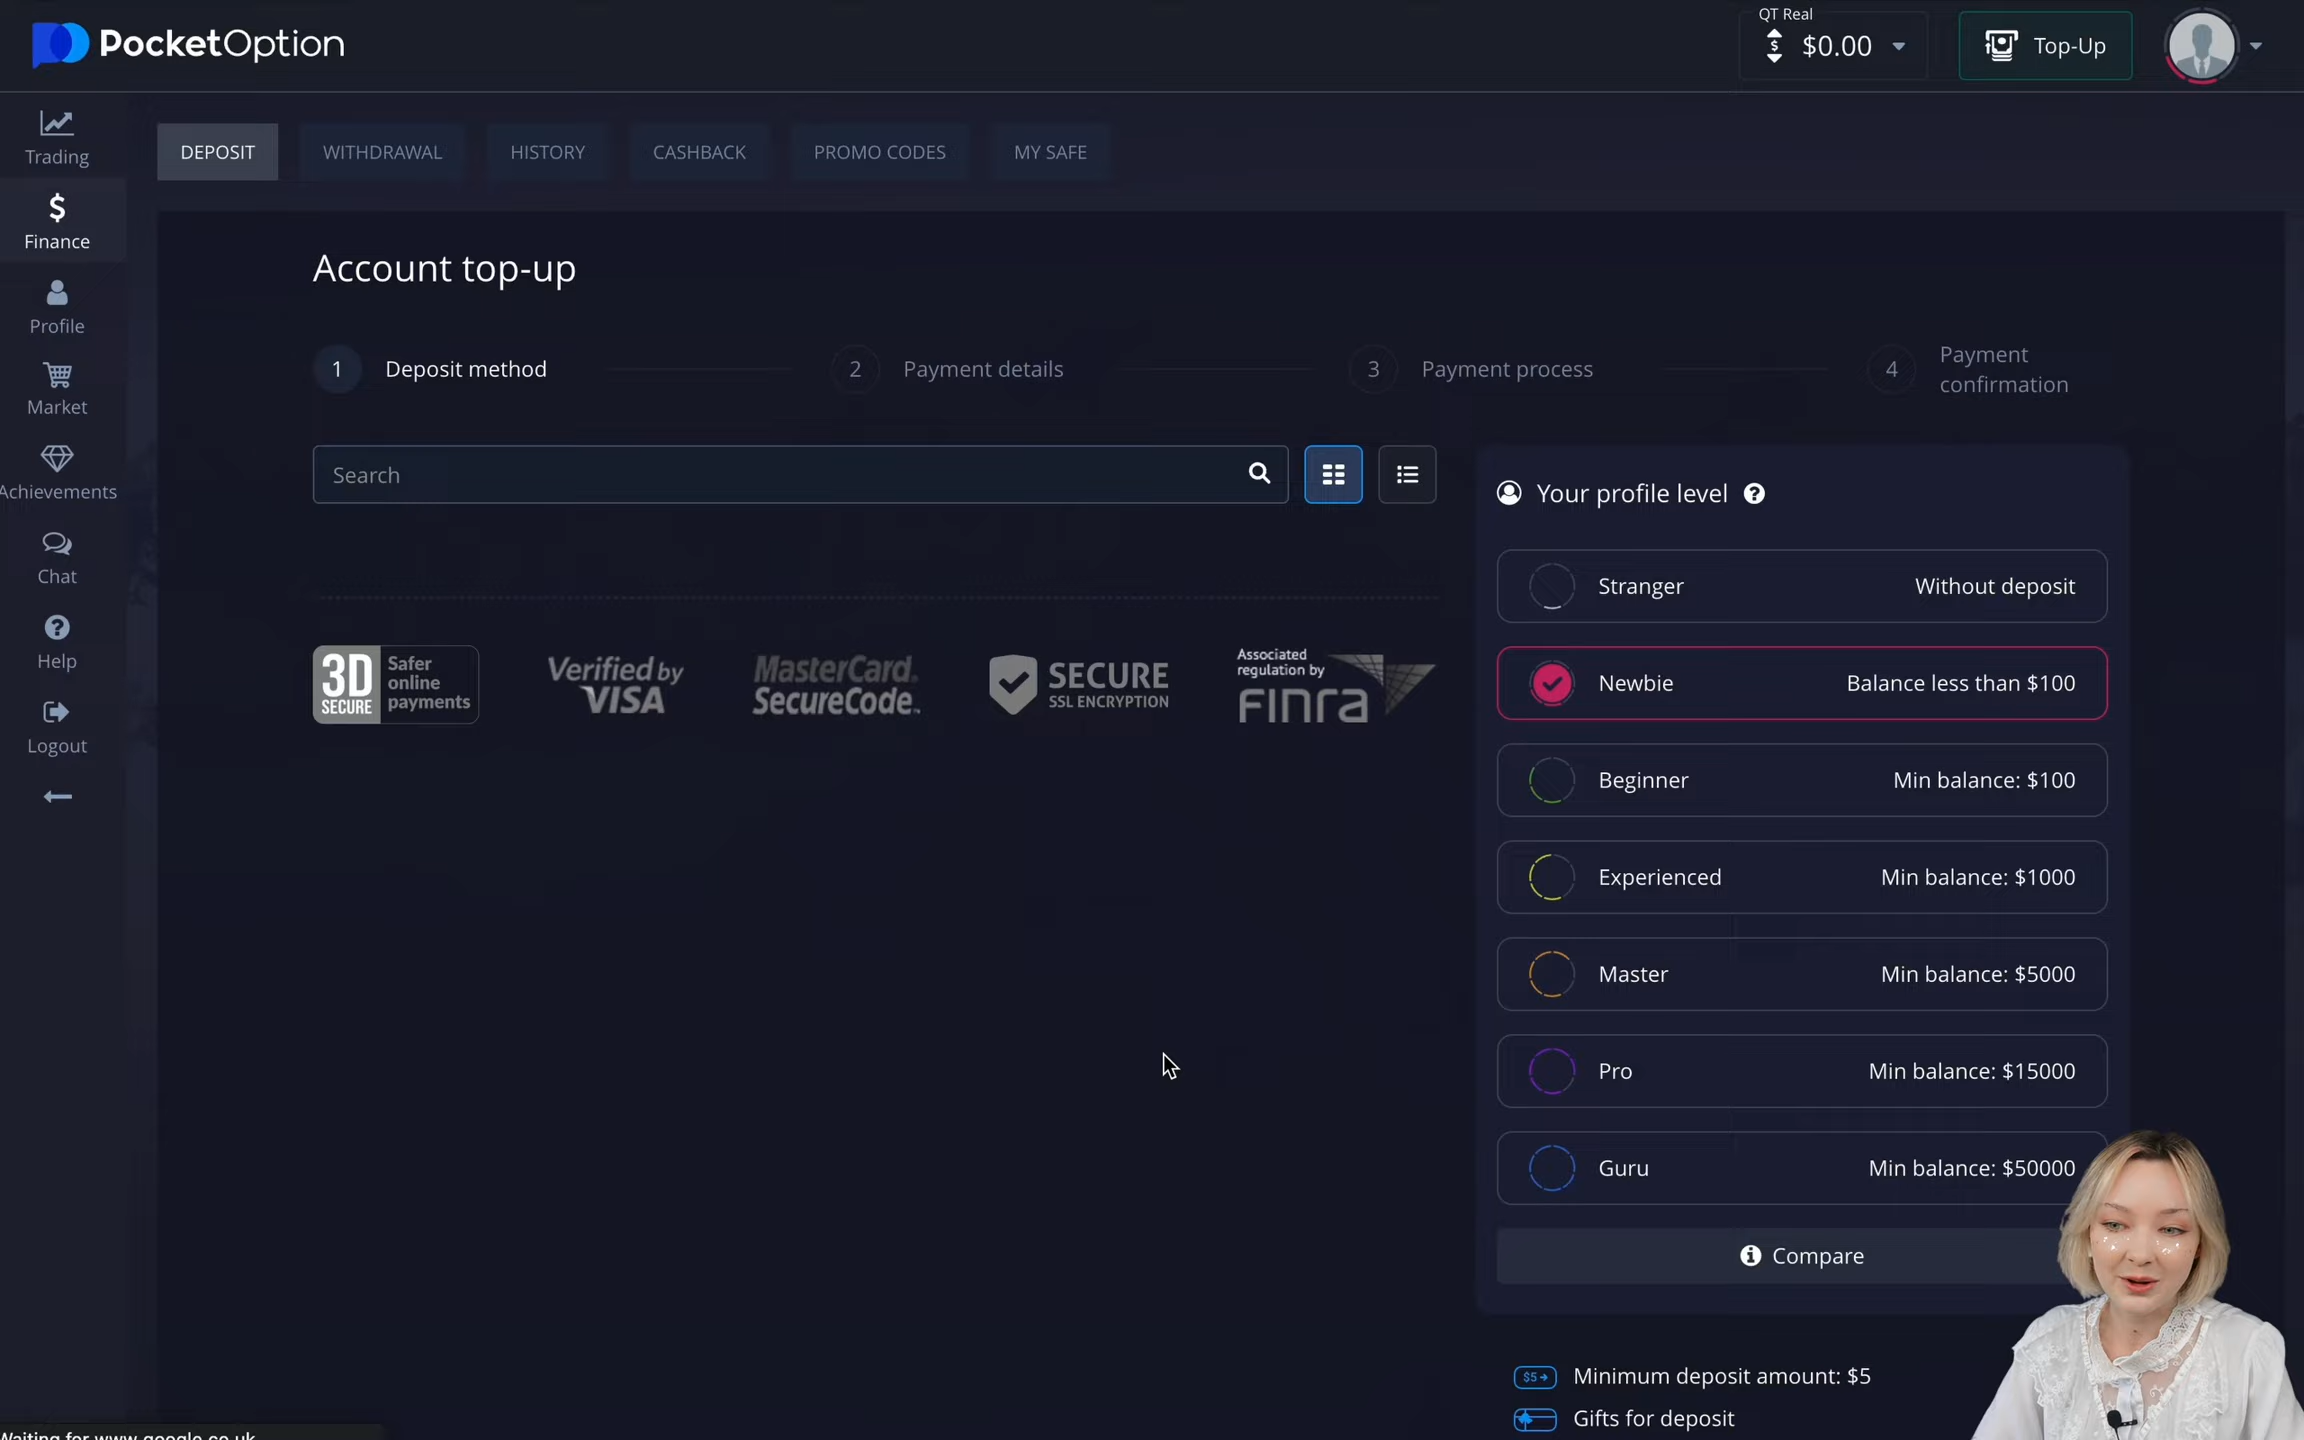 PocketOption
QT Real
$0.00
Top-Up
Trading
Finance
Profile
Market
Achievements
Chat
Help
Logout
DEPOSIT
WITHDRAWAL
HISTORY
CASHBACK
PROMO CODES
MY SAFE
Account top-up
1 Deposit method
2 Payment details
3 Payment process
4 Payment
confirmation
Search
3D
SECURE
Safer
online
payments
Verified by
VISA
MasterCard.
SecureCode™
SECURE
SSL ENCRYPTION
Associated
regulation by
FINRA
Your profile level
Stranger Without deposit
Newbie Balance less than $100
Beginner Min balance: $100
Experienced Min balance: $1000
Master Min balance: $5000
Pro Min balance: $15000
Guru Min balance: $50000
Compare
$5 Minimum deposit amount: $5
Gifts for deposit
Waiting for www.google.co.uk